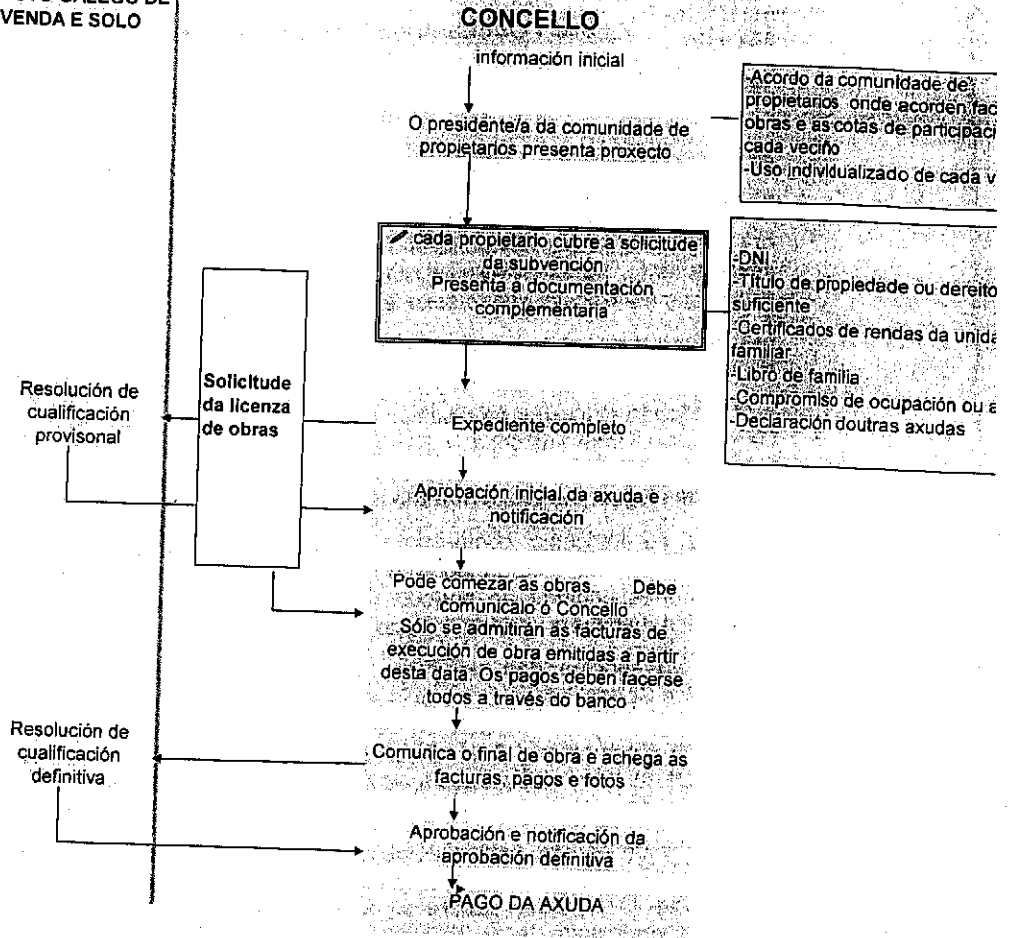 GALEGO DE
VENDA E SOLO
CONCELLO
información inicial
O presidente/a da comunidade de
propietarios presenta proxecto
-Acordo da comunidade de
propietarios onde acorden fac
obras e as cotas de participaci
cada veciño
-Uso individualizado de cada v
cada propietario cubre a solicitude
da subvención.
Presenta a documentación
complementaria
-DNI
-Título de propiedade ou dereito
suficiente
-Certificados de rendas da unida
familiar
-Libro de familia
-Compromiso de ocupación ou a
-Declaración doutras axudas
Resolución de
cualificación
provisonal
Solicitude
da licenza
de obras
Expediente completo
Aprobación inicial da axuda e
notificación
Pode comezar as obras. Debe
comunicalo ó Concello
Sólo se admitirán as facturas de
execución de obra emitidas a partir
desta data. Os pagos deben facerse
todos a través do banco
Resolución de
cualificación
definitiva
Comunica o final de obra e achega as
facturas, pagos e fotos
Aprobación e notificación da
aprobación definitiva
PAGO DA AXUDA